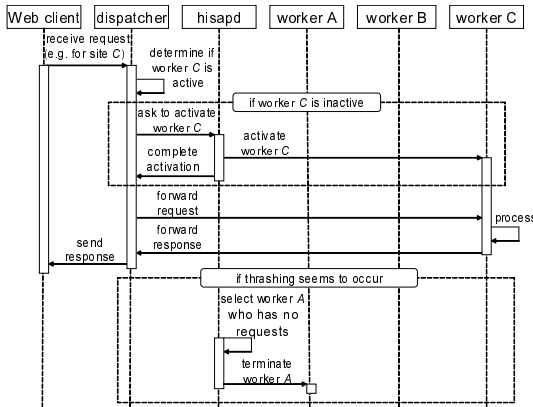 Web client
dispatcher
hisapd
worker A
worker B
worker C
receive request
(e.g. for site C)
determine if
worker C is
active
if worker C is inactive
ask to activate
worker C
activate
worker C
complete
activation
forward
request
process
forward
response
send
response
if thrashing seems to occur
select worker A
who has no
requests
terminate
worker A